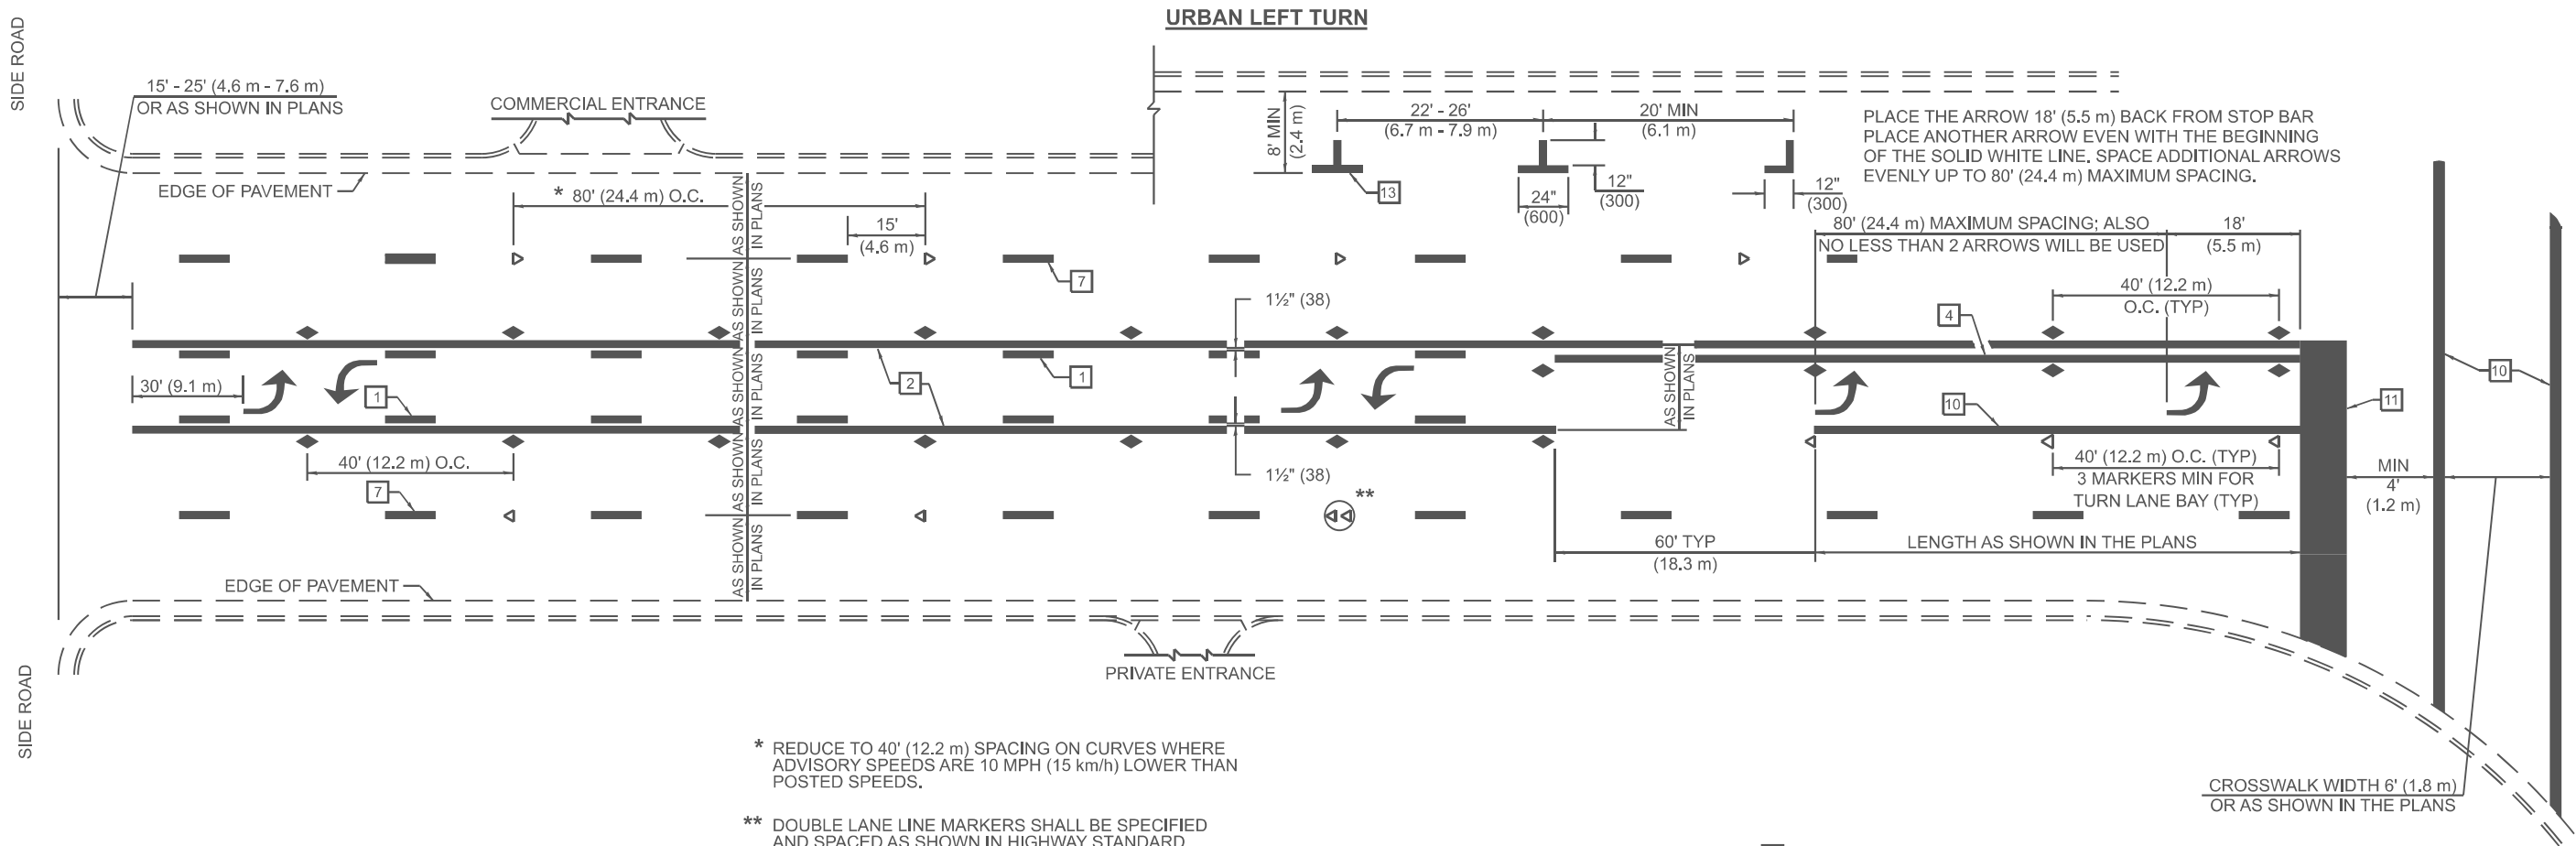 URBAN LEFT TURN
SIDE ROAD
15' - 25' (4.6 m - 7.6 m)
OR AS SHOWN IN PLANS
COMMERCIAL ENTRANCE
EDGE OF PAVEMENT
* 80' (24.4 m) O.C.
15'
(4.6 m)
8' MIN
(2.4 m)
22' - 26'
(6.7 m - 7.9 m)
20' MIN
(6.1 m)
13
24"
(600)
12"
(300)
12"
(300)
PLACE THE ARROW 18' (5.5 m) BACK FROM STOP BAR
PLACE ANOTHER ARROW EVEN WITH THE BEGINNING
OF THE SOLID WHITE LINE. SPACE ADDITIONAL ARROWS
EVENLY UP TO 80' (24.4 m) MAXIMUM SPACING.
80' (24.4 m) MAXIMUM SPACING; ALSO
NO LESS THAN 2 ARROWS WILL BE USED
18'
(5.5 m)
7
1½" (38)
40' (12.2 m)
O.C. (TYP)
4
AS SHOWN
IN PLANS
AS SHOWN
IN PLANS
AS SHOWN
IN PLANS
AS SHOWN
IN PLANS
AS SHOWN
IN PLANS
30' (9.1 m)
1
2
1
AS SHOWN
IN PLANS
10
10
11
40' (12.2 m) O.C.
7
1½" (38)
**
40' (12.2 m) O.C. (TYP)
3 MARKERS MIN FOR
TURN LANE BAY (TYP)
MIN
4'
(1.2 m)
60' TYP
(18.3 m)
LENGTH AS SHOWN IN THE PLANS
EDGE OF PAVEMENT
PRIVATE ENTRANCE
SIDE ROAD
* REDUCE TO 40' (12.2 m) SPACING ON CURVES WHERE
ADVISORY SPEEDS ARE 10 MPH (15 km/h) LOWER THAN
POSTED SPEEDS.
** DOUBLE LANE LINE MARKERS SHALL BE SPECIFIED
AND SPACED AS SHOWN IN HIGHWAY STANDARD
CROSSWALK WIDTH 6' (1.8 m)
OR AS SHOWN IN THE PLANS